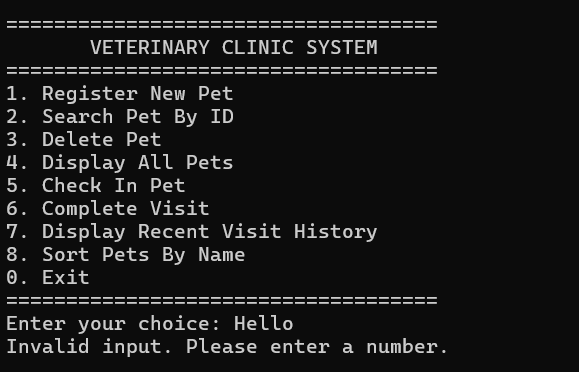 ====================================
       VETERINARY CLINIC SYSTEM
====================================
1. Register New Pet
2. Search Pet By ID
3. Delete Pet
4. Display All Pets
5. Check In Pet
6. Complete Visit
7. Display Recent Visit History
8. Sort Pets By Name
0. Exit
====================================
Enter your choice: Hello
Invalid input. Please enter a number.